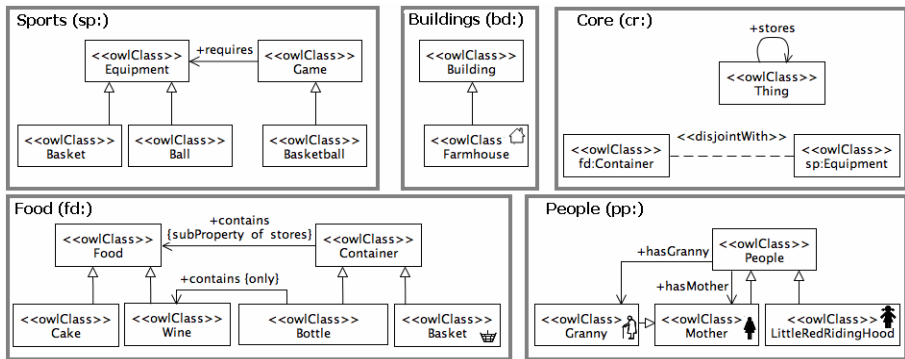 Sports (sp:)
<<owlClass>>
Equipment
+requires
<<owlClass>>
Game
<<owlClass>>
Basket
<<owlClass>>
Ball
<<owlClass>>
Basketball
Buildings (bd:)
<<owlClass>>
Building
<<owlClass
Farmhouse
Core (cr:)
+stores
<<owlClass>>
Thing
<<owlClass>>
fd:Container
<<disjointWith>>
<<owlClass>>
sp:Equipment
Food (fd:)
<<owlClass>>
Food
+contains
{subProperty of stores}
<<owlClass>>
Container
+contains {only}
<<owlClass>>
Cake
<<owlClass>>
Wine
<<owlClass>>
Bottle
<<owlClass>>
Basket
People (pp:)
<<owlClass>>
People
+hasGranny
+hasMother
<<owlClass>>
Granny
<<owlClass>>
Mother
<<owlClass>>
LittleRedRidingHood